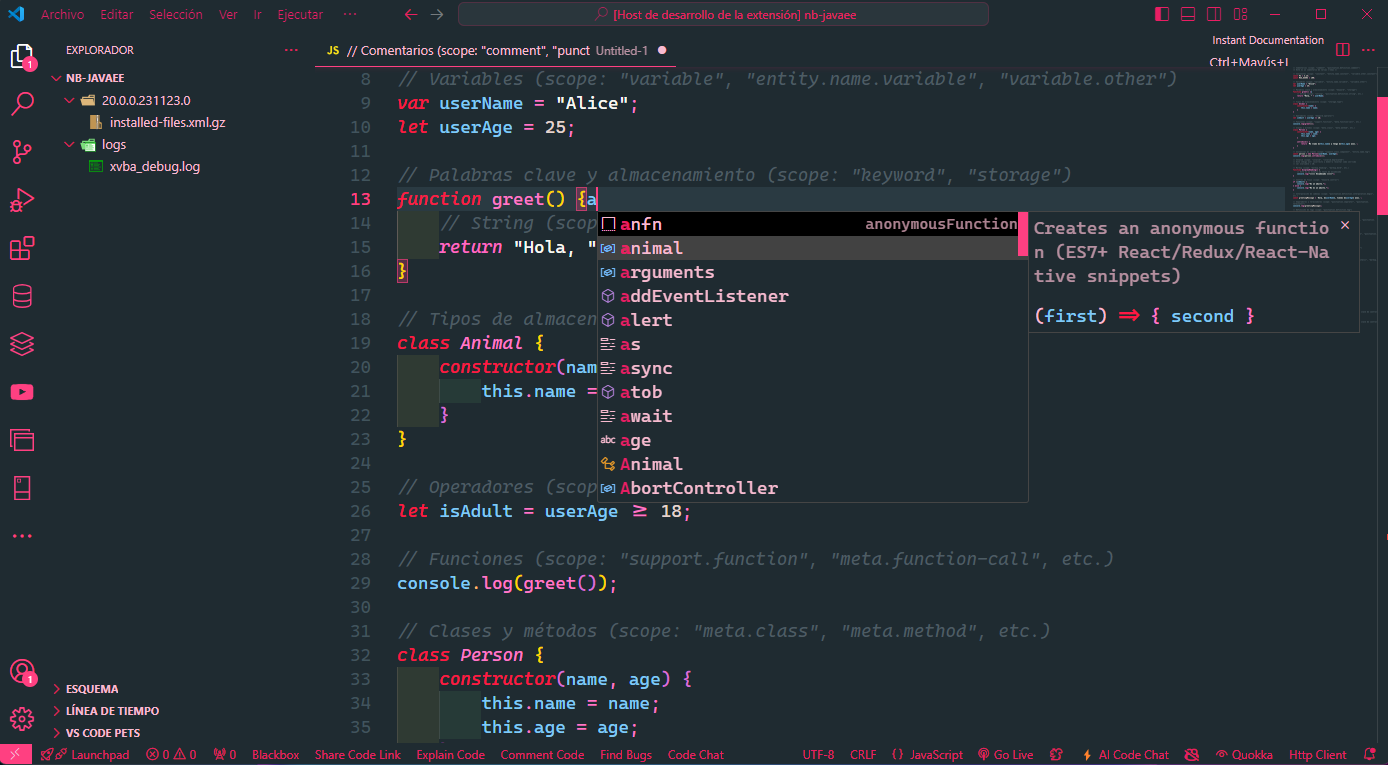 Archivo Editar Selección Ver Ir Ejecutar ···
[Host de desarrollo de la extensión] nb-javaee
EXPLORADOR ···
1
NB-JAVAEE
20.0.0.231123.0
installed-files.xml.gz
logs
xvba_debug.log
JS // Comentarios (scope: "comment", "punct Untitled-1
Instant Documentation
Ctrl+Mayús+I
8 // Variables (scope: "variable", "entity.name.variable", "variable.other")
9 var userName = "Alice";
10 let userAge = 25;
11
12 // Palabras clave y almacenamiento (scope: "keyword", "storage")
13 function greet() {a
14 // String (scop
15 return "Hola, "
16 }
17
18 // Tipos de almacen
19 class Animal {
20 constructor(nam
21 this.name =
22 }
23 }
24
25 // Operadores (scop
26 let isAdult = userAge ≥ 18;
27
28 // Funciones (scope: "support.function", "meta.function-call", etc.)
29 console.log(greet());
30
31 // Clases y métodos (scope: "meta.class", "meta.method", etc.)
32 class Person {
33 constructor(name, age) {
34 this.name = name;
35 this.age = age;
anfn anonymousFunction
animal
arguments
addEventListener
alert
as
async
atob
await
abc age
Animal
AbortController
Creates an anonymous functio
n (ES7+ React/Redux/React-Na
tive snippets)
(first) ⇒ { second }
1
ESQUEMA
LÍNEA DE TIEMPO
VS CODE PETS
Launchpad 0 0 0 Blackbox Share Code Link Explain Code Comment Code Find Bugs Code Chat UTF-8 CRLF {} JavaScript Go Live AI Code Chat Quokka Http Client